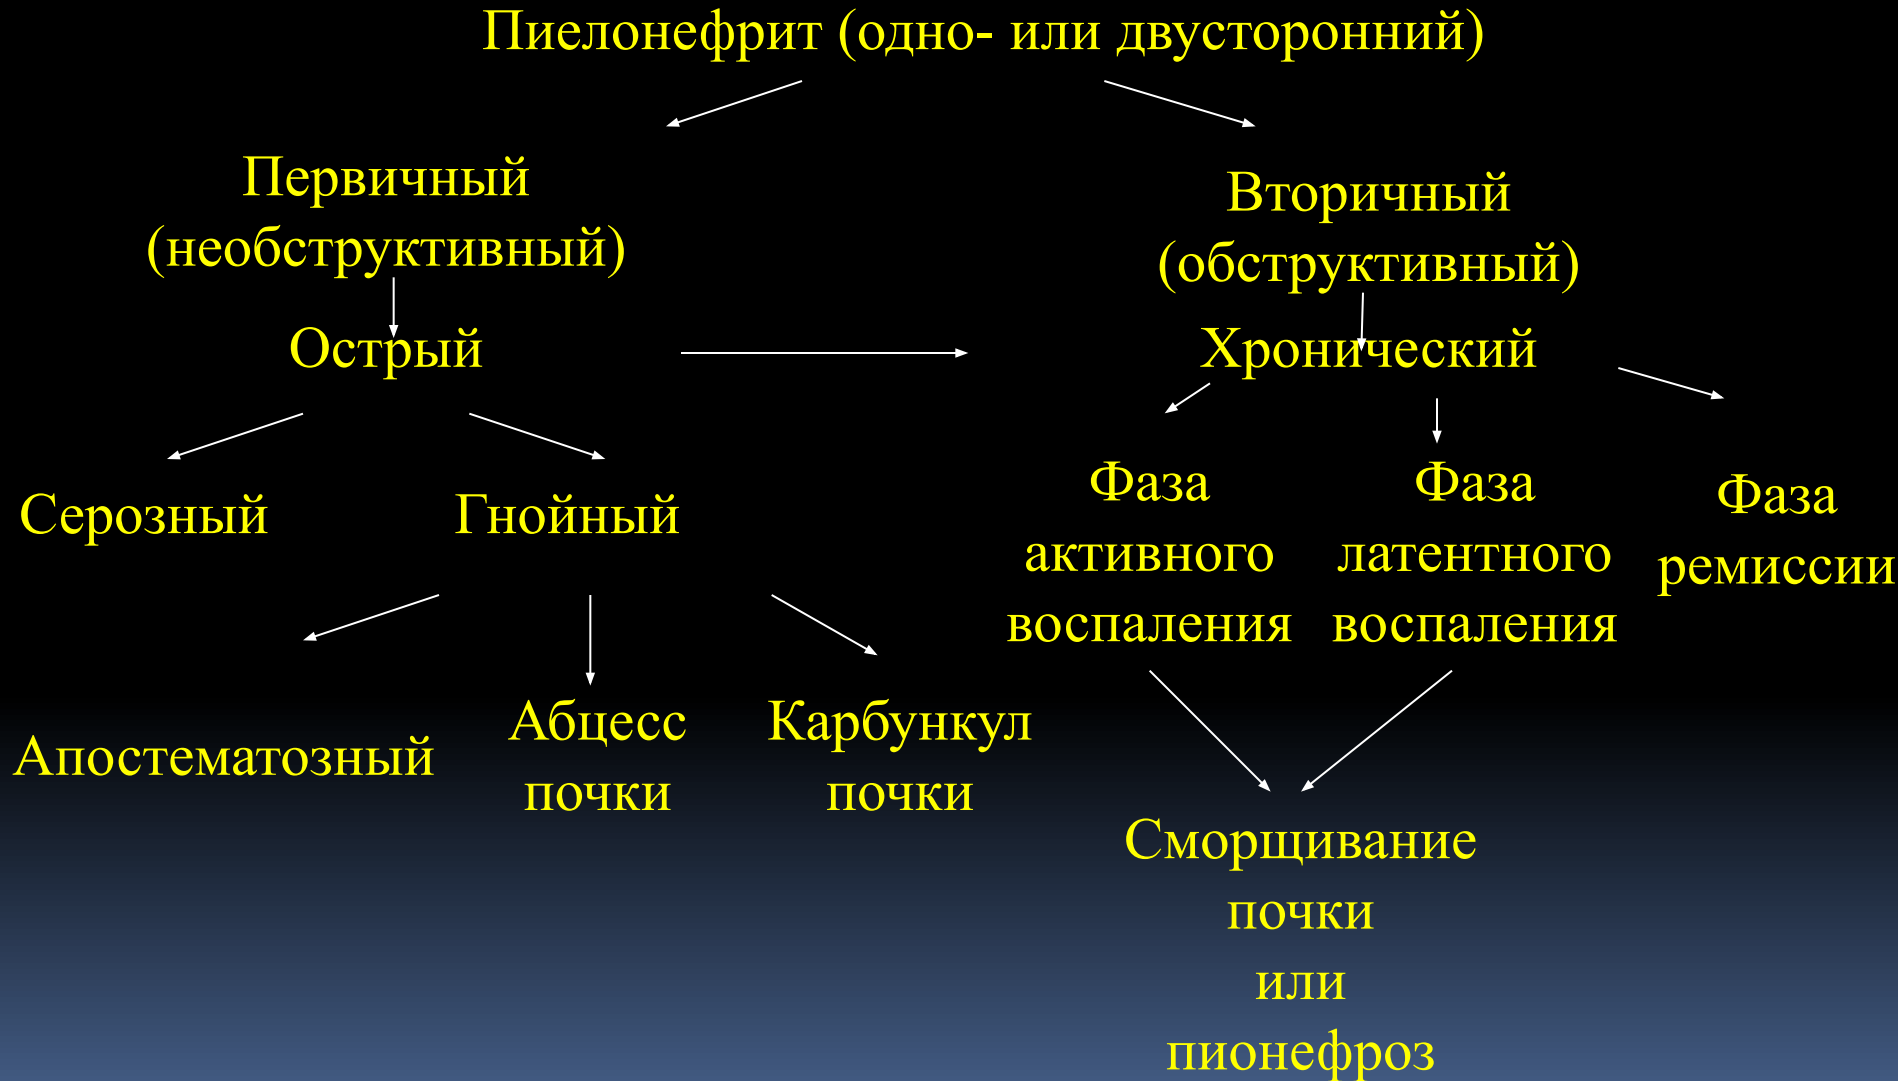 Пиелонефрит (одно- или двусторонний)
Первичный
(необструктивный)
Вторичный
(обструктивный)
Острый
Хронический
Серозный
Гнойный
Фаза
активного
воспаления
Фаза
латентного
воспаления
Фаза
ремиссии
Апостематозный
Абцесс
почки
Карбункул
почки
Сморщивание
почки
или
пионефроз